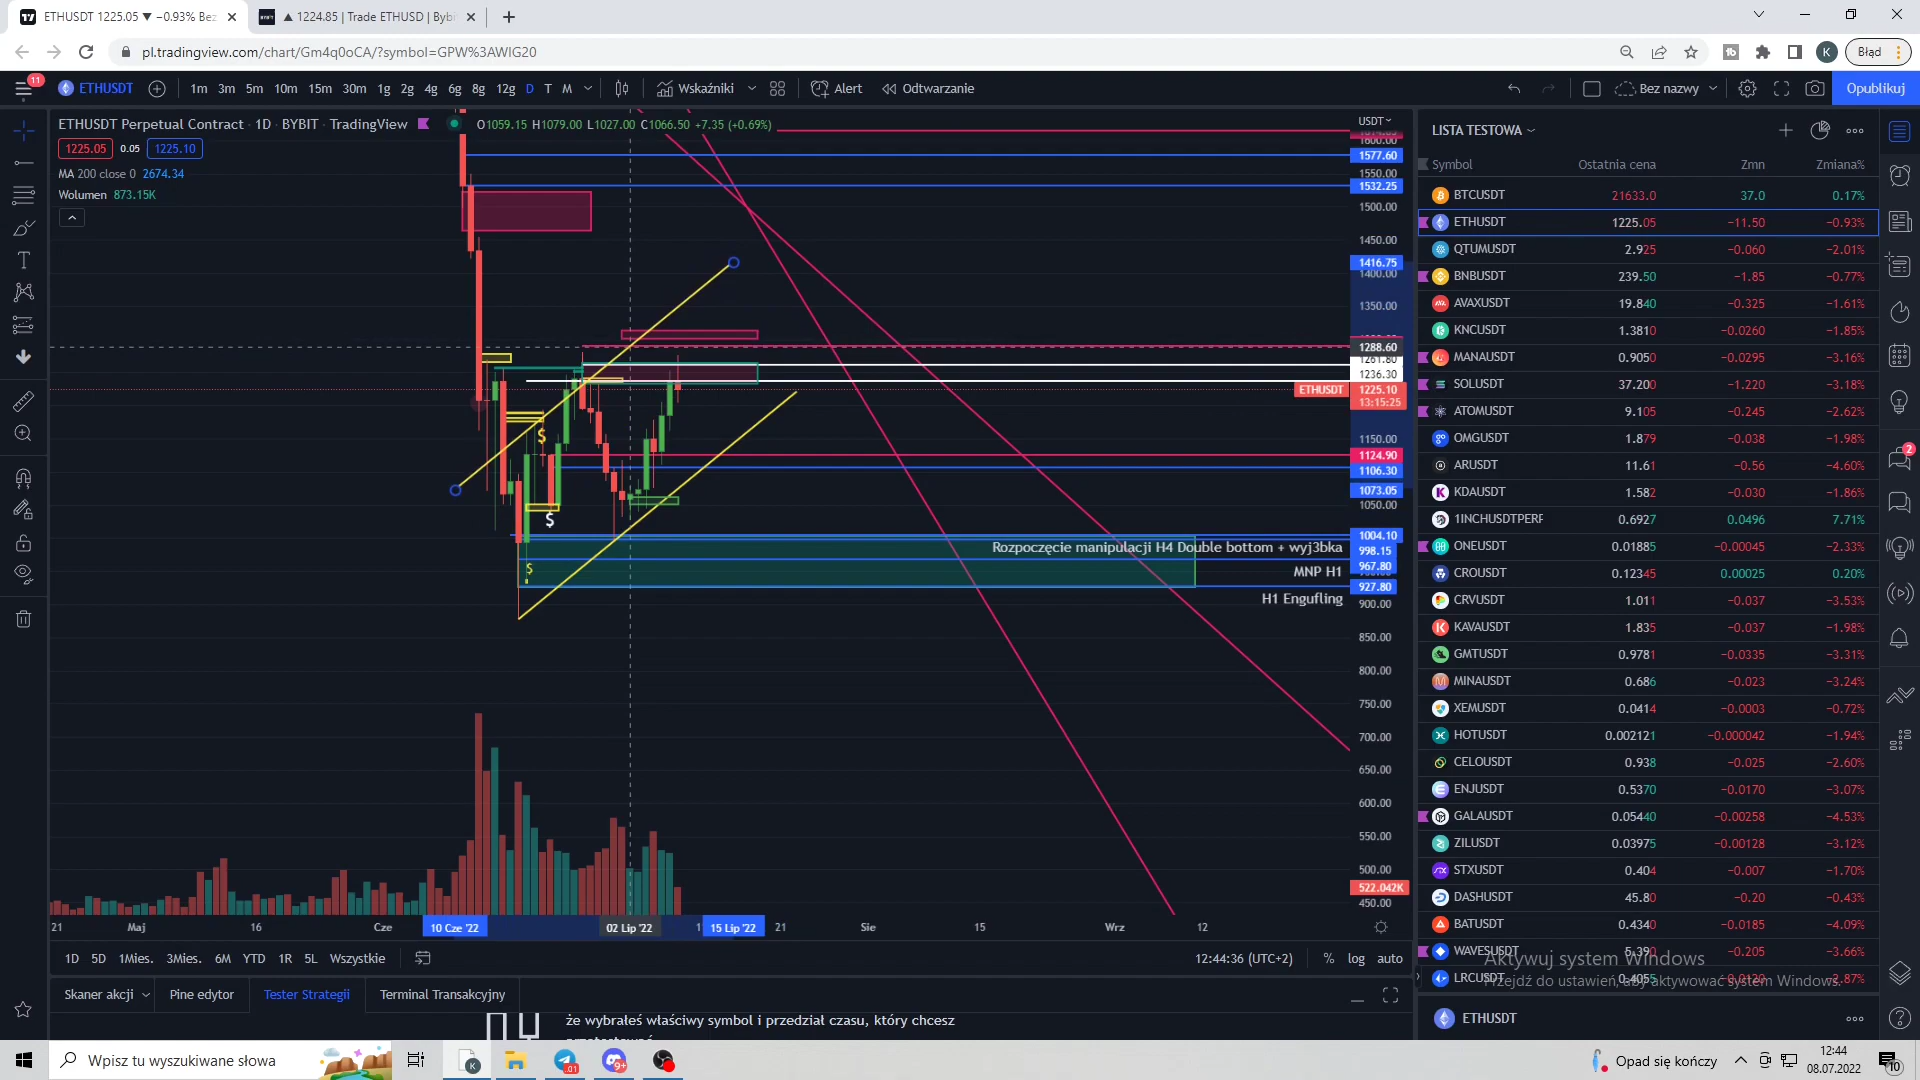 ETHUSDT 1225.05 ▼ −0.93% Bez
▲ 1224.85 | Trade ETHUSD | Bybi
pl.tradingview.com/chart/Gm4q0oCA/?symbol=GPW%3AWIG20
K
Błąd
11
ETHUSDT
1m 3m 5m 10m 15m 30m 1g 2g 4g 6g 8g 12g D T M
Wskaźniki
Alert
Odtwarzanie
Bez nazwy
Opublikuj
ETHUSDT Perpetual Contract · 1D · BYBIT · TradingView
O1059.15 H1079.00 L1027.00 C1066.50 +7.35 (+0.69%)
1225.05 0.05 1225.10
MA 200 close 0 2674.34
Wolumen 873.15K
USDT
1600.00
1577.60
1550.00
1532.25
1500.00
1450.00
1416.75
1400.00
1350.00
1288.60
1261.80
1236.30
ETHUSDT 1225.10
13:15:25
1150.00
1124.90
1106.30
1073.05
1050.00
1004.10
998.15
967.80
927.80
900.00
850.00
800.00
750.00
700.00
650.00
600.00
550.00
500.00
522.042K
450.00
$
$
$
Rozpoczęcie manipulacji H4 Double bottom + wyj3bka
MNP H1
H1 Engufling
21 Maj 16 Cze 10 Cze '22 02 Lip '22 1 15 Lip '22 21 Sie 15 Wrz 12
1D 5D 1Mies. 3Mies. 6M YTD 1R 5L Wszystkie
12:44:36 (UTC+2) % log auto
Skaner akcji Pine edytor Tester Strategii Terminal Transakcyjny
że wybrałeś właściwy symbol i przedział czasu, który chcesz
LISTA TESTOWA
Symbol Ostatnia cena Zmn Zmiana%
BTCUSDT 21633.0 37.0 0.17%
ETHUSDT 1225.05 −11.50 −0.93%
QTUMUSDT 2.925 −0.060 −2.01%
BNBUSDT 239.50 −1.85 −0.77%
AVAXUSDT 19.840 −0.325 −1.61%
KNCUSDT 1.3810 −0.0260 −1.85%
MANAUSDT 0.9050 −0.0295 −3.16%
SOLUSDT 37.200 −1.220 −3.18%
ATOMUSDT 9.105 −0.245 −2.62%
OMGUSDT 1.879 −0.038 −1.98%
ARUSDT 11.61 −0.56 −4.60%
KDAUSDT 1.582 −0.030 −1.86%
1INCHUSDTPERP 0.6927 0.0496 7.71%
ONEUSDT 0.01885 −0.00045 −2.33%
CROUSDT 0.12345 0.00025 0.20%
CRVUSDT 1.011 −0.037 −3.53%
KAVAUSDT 1.835 −0.037 −1.98%
GMTUSDT 0.9781 −0.0335 −3.31%
MINAUSDT 0.686 −0.023 −3.24%
XEMUSDT 0.0414 −0.0003 −0.72%
HOTUSDT 0.002121 −0.000042 −1.94%
CELOUSDT 0.938 −0.025 −2.60%
ENJUSDT 0.5370 −0.0170 −3.07%
GALAUSDT 0.05440 −0.00258 −4.53%
ZILUSDT 0.03975 −0.00128 −3.12%
STXUSDT 0.404 −0.007 −1.70%
DASHUSDT 45.80 −0.20 −0.43%
BATUSDT 0.4340 −0.0185 −4.09%
WAVESUSDT 5.390 −0.205 −3.66%
LRCUSDT 0.4055 −0.0120 −2.87%
Aktywuj system Windows
Przejdź do ustawień, aby aktywować system Windows.
ETHUSDT
2
Wpisz tu wyszukiwane słowa
Opad się kończy
12:44
08.07.2022
10